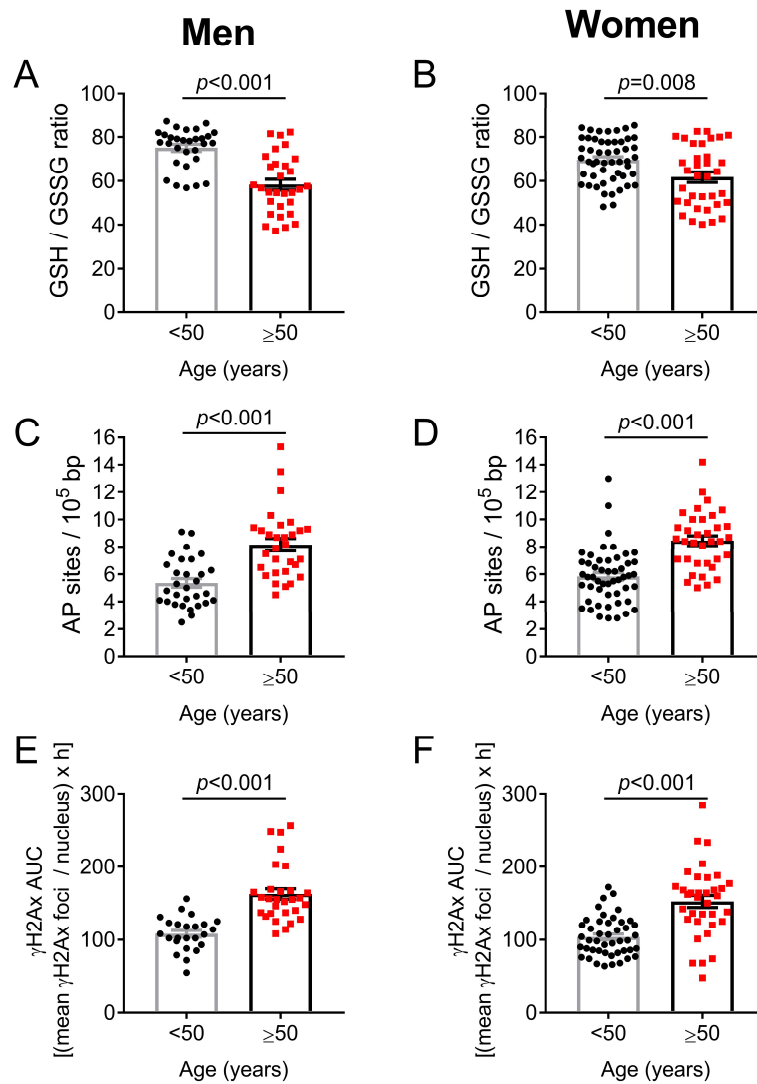 Men
Women
A
p<0.001
GSH / GSSG ratio
100
80
60
40
20
0
<50
≥50
Age (years)
B
p=0.008
GSH / GSSG ratio
100
80
60
40
20
0
<50
≥50
Age (years)
C
p<0.001
AP sites / 10⁵ bp
16
14
12
10
8
6
4
2
0
<50
≥50
Age (years)
D
p<0.001
AP sites / 10⁵ bp
16
14
12
10
8
6
4
2
0
<50
≥50
Age (years)
E
p<0.001
γH2Ax AUC
[(mean γH2Ax foci / nucleus) x h]
300
200
100
0
<50
≥50
Age (years)
F
p<0.001
γH2Ax AUC
[(mean γH2Ax foci / nucleus) x h]
300
200
100
0
<50
≥50
Age (years)